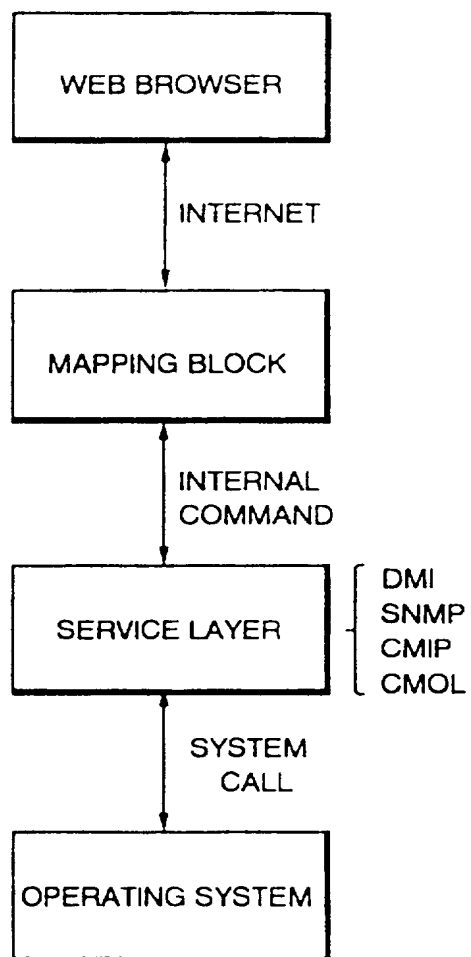 WEB BROWSER
INTERNET
MAPPING BLOCK
INTERNAL
COMMAND
SERVICE LAYER
DMI
SNMP
CMIP
CMOL
SYSTEM
CALL
OPERATING SYSTEM